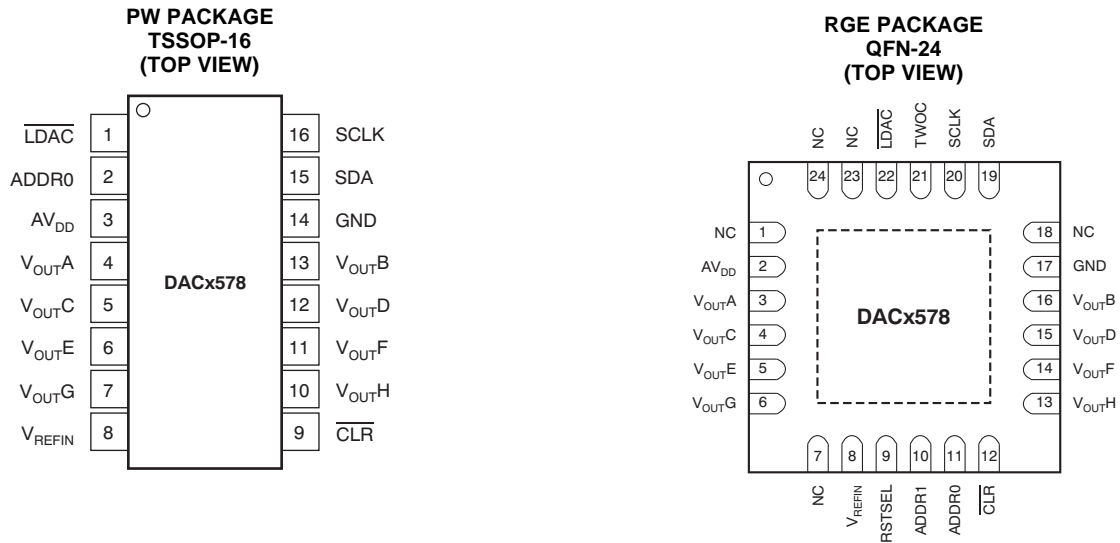 PW PACKAGE
TSSOP-16
(TOP VIEW)
LDAC 1
ADDR0 2
AVDD 3
VOUTA 4
VOUTC 5
VOUTE 6
VOUTG 7
VREFIN 8
DACx578
16 SCLK
15 SDA
14 GND
13 VOUTB
12 VOUTD
11 VOUTF
10 VOUTH
9 CLR
RGE PACKAGE
QFN-24
(TOP VIEW)
NC NC LDAC TWOC SCLK SDA
24 23 22 21 20 19
NC 1
AVDD 2
VOUTA 3
VOUTC 4
VOUTE 5
VOUTG 6
DACx578
18 NC
17 GND
16 VOUTB
15 VOUTD
14 VOUTF
13 VOUTH
7 8 9 10 11 12
NC VREFIN RSTSEL ADDR1 ADDR0 CLR